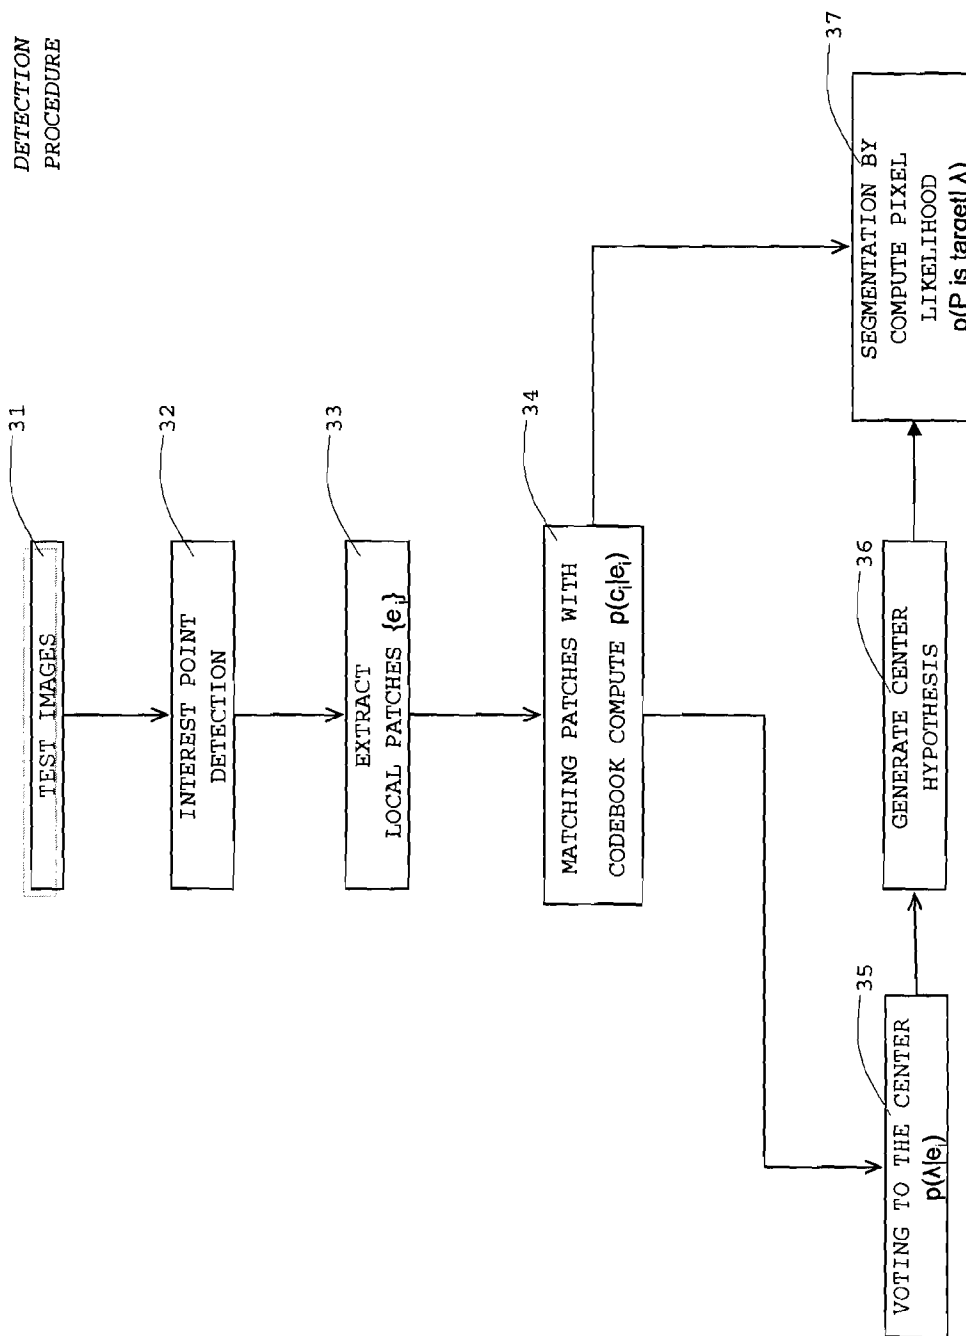 DETECTION
PROCEDURE
31
TEST IMAGES
32
INTEREST POINT
DETECTION
33
EXTRACT
LOCAL PATCHES {eᵢ}
34
MATCHING PATCHES WITH
CODEBOOK COMPUTE p(cᵢ|eᵢ)
35
VOTING TO THE CENTER
p(λ|eᵢ)
36
GENERATE CENTER
HYPOTHESIS
37
SEGMENTATION BY
COMPUTE PIXEL
LIKELIHOOD
p(P is target| λ)